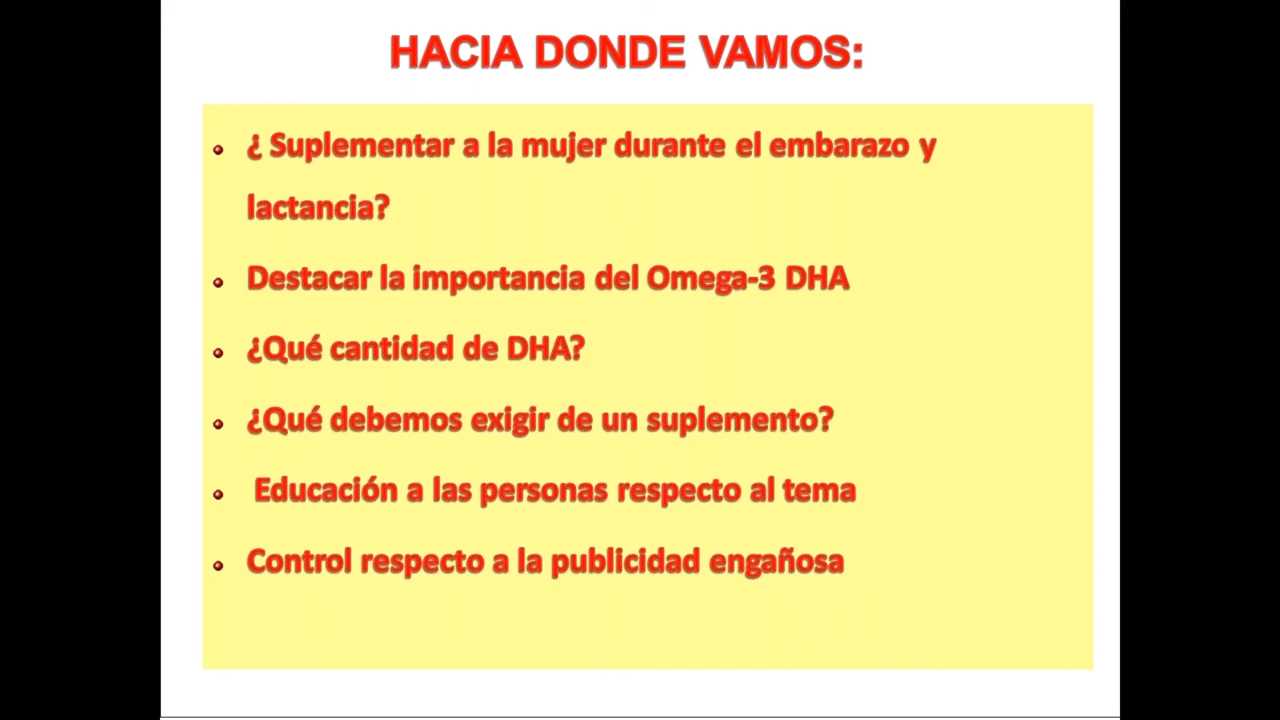 HACIA DONDE VAMOS:
• ¿ Suplementar a la mujer durante el embarazo y
lactancia?
• Destacar la importancia del Omega-3 DHA
• ¿Qué cantidad de DHA?
• ¿Qué debemos exigir de un suplemento?
• Educación a las personas respecto al tema
• Control respecto a la publicidad engañosa